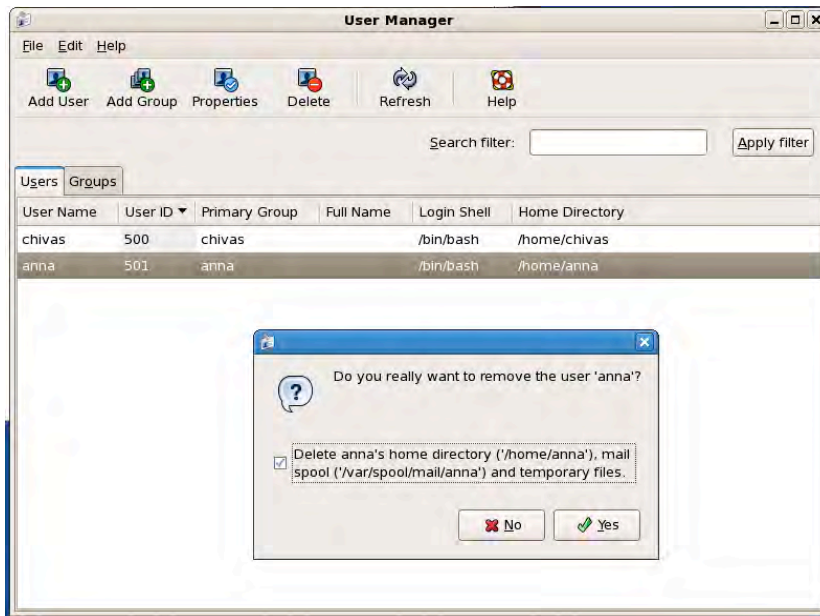 User Manager
File Edit Help
Add User Add Group Properties Delete Refresh Help
Search filter: Apply filter
Users Groups
User Name User ID Primary Group Full Name Login Shell Home Directory
chivas 500 chivas /bin/bash /home/chivas
anna 501 anna /bin/bash /home/anna
Do you really want to remove the user 'anna'?
Delete anna's home directory ('/home/anna'), mail
spool ('/var/spool/mail/anna') and temporary files.
No Yes